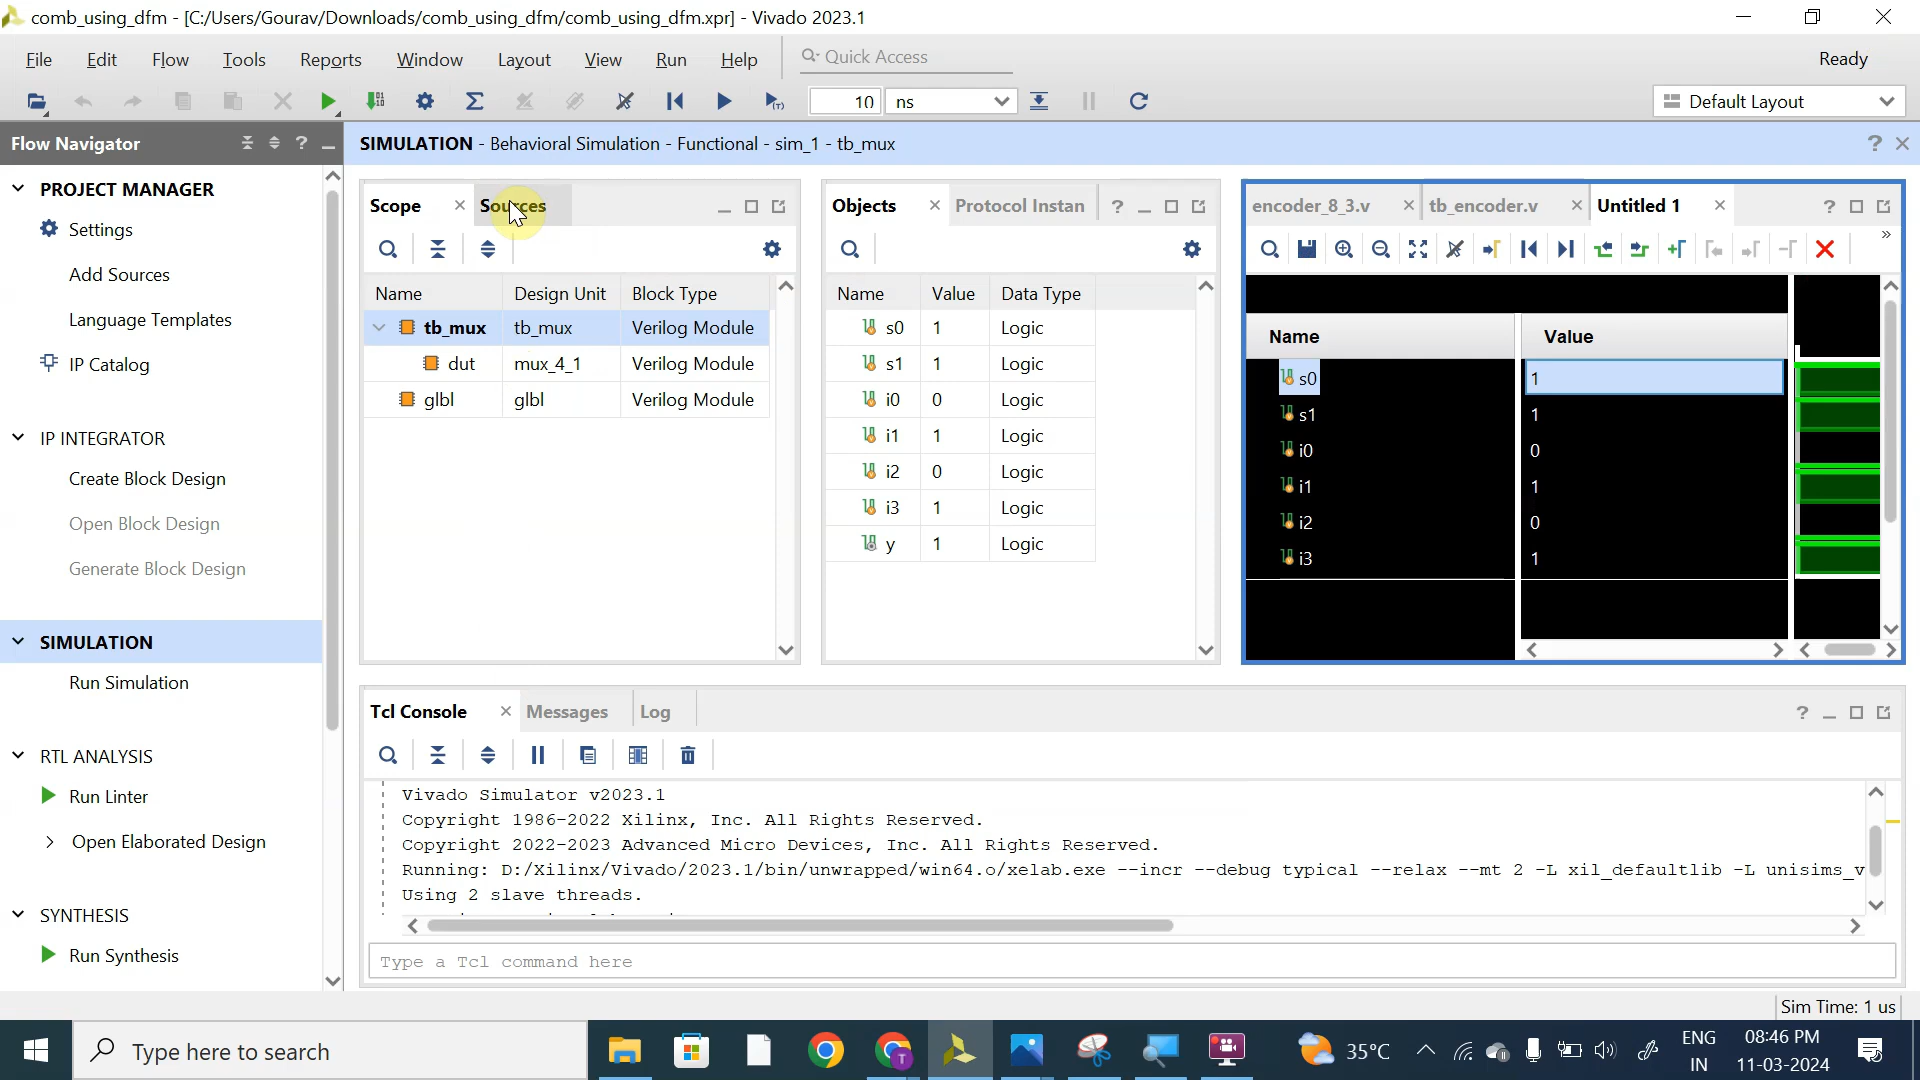 comb_using_dfm - [C:/Users/Gourav/Downloads/comb_using_dfm/comb_using_dfm.xpr] - Vivado 2023.1
File Edit Flow Tools Reports Window Layout View Run Help Quick Access Ready
10 ns Default Layout
Flow Navigator
SIMULATION - Behavioral Simulation - Functional - sim_1 - tb_mux
PROJECT MANAGER
Settings
Add Sources
Language Templates
IP Catalog
IP INTEGRATOR
Create Block Design
Open Block Design
Generate Block Design
SIMULATION
Run Simulation
RTL ANALYSIS
Run Linter
Open Elaborated Design
SYNTHESIS
Run Synthesis
Scope Sources
Name Design Unit Block Type
tb_mux tb_mux Verilog Module
dut mux_4_1 Verilog Module
glbl glbl Verilog Module
Objects Protocol Instan
Name Value Data Type
s0 1 Logic
s1 1 Logic
i0 0 Logic
i1 1 Logic
i2 0 Logic
i3 1 Logic
y 1 Logic
encoder_8_3.v tb_encoder.v Untitled 1
Name Value
s0 1
s1 1
i0 0
i1 1
i2 0
i3 1
Tcl Console Messages Log
Vivado Simulator v2023.1
Copyright 1986-2022 Xilinx, Inc. All Rights Reserved.
Copyright 2022-2023 Advanced Micro Devices, Inc. All Rights Reserved.
Running: D:/Xilinx/Vivado/2023.1/bin/unwrapped/win64.o/xelab.exe --incr --debug typical --relax --mt 2 -L xil_defaultlib -L unisims_v
Using 2 slave threads.
Type a Tcl command here
Sim Time: 1 us
Type here to search
35°C
ENG
IN
08:46 PM
11-03-2024